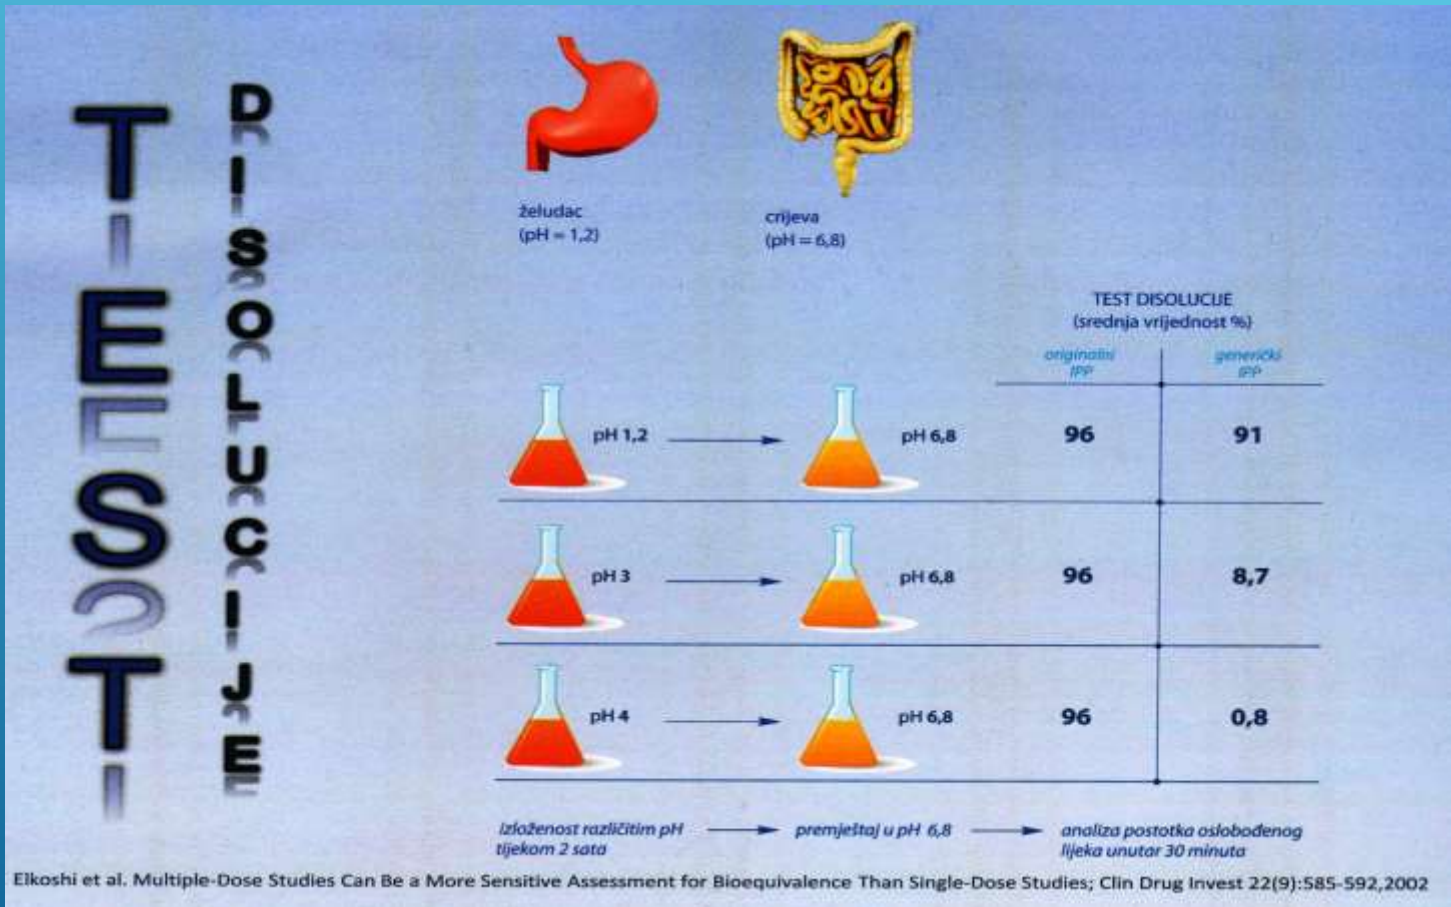 TEST
DISOLUCIJE
želudac
(pH = 1,2)
crijeva
(pH = 6,8)
TEST DISOLUCIJE
(srednja vrijednost %)
originalni
IPP
generički
IPP
pH 1,2
pH 6,8
96
91
pH 3
pH 6,8
96
8,7
pH 4
pH 6,8
96
0,8
izloženost različitim pH
tijekom 2 sata
premještaj u pH 6,8
analiza postotka oslobođenog
lijeka unutar 30 minuta
Elkoshi et al. Multiple-Dose Studies Can Be a More Sensitive Assessment for Bioequivalence Than Single-Dose Studies; Clin Drug Invest 22(9):585-592,2002